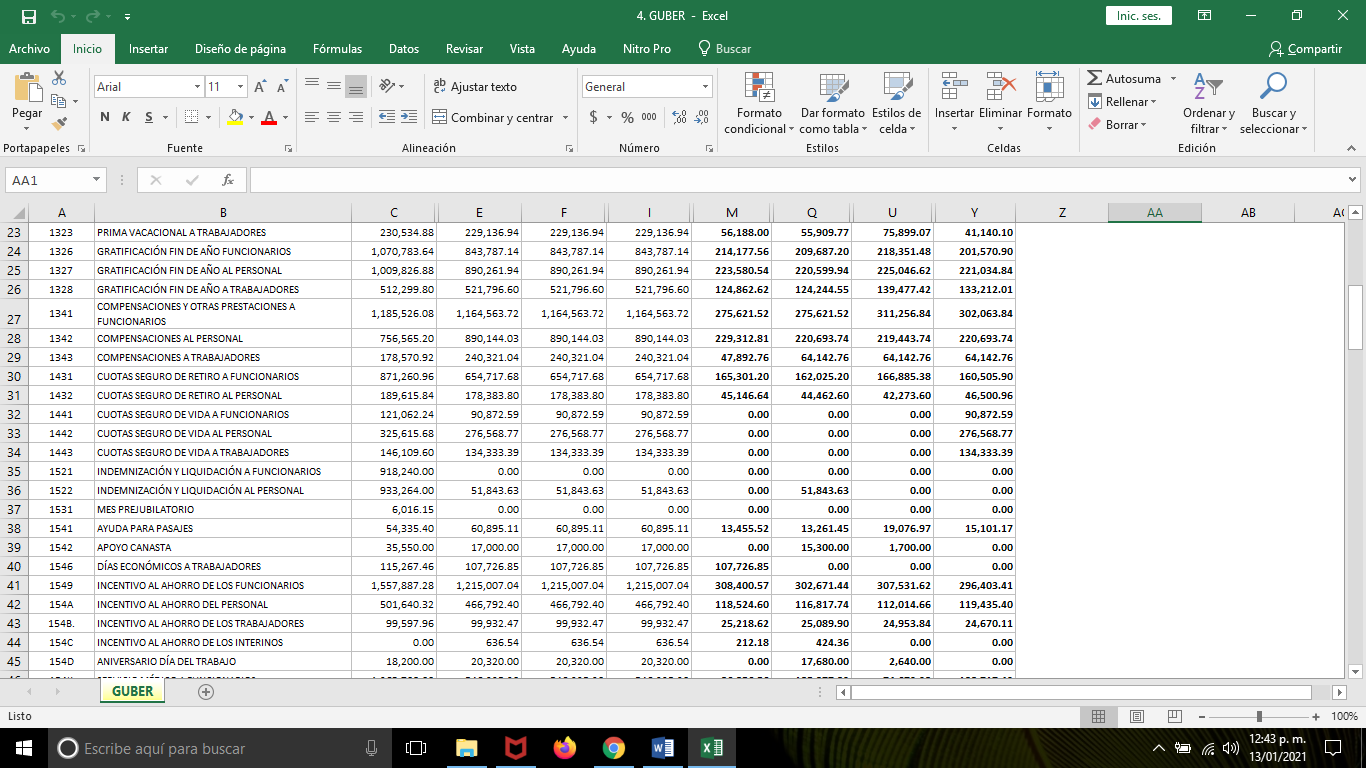 4. GUBER - Excel
Inic. ses.
Archivo Inicio Insertar Diseño de página Fórmulas Datos Revisar Vista Ayuda Nitro Pro Buscar Compartir
Pegar
Arial 11
N K S
Ajustar texto
Combinar y centrar
General
$ % 000
Formato condicional
Dar formato como tabla
Estilos de celda
Insertar Eliminar Formato
Autosuma
Rellenar
Borrar
Ordenar y filtrar
Buscar y seleccionar
Portapapeles Fuente Alineación Número Estilos Celdas Edición
AA1 fx
A B C E F I M Q U Y Z AA AB AC
23 1323 PRIMA VACACIONAL A TRABAJADORES 230,534.88 229,136.94 229,136.94 229,136.94 56,188.00 55,909.77 75,899.07 41,140.10
24 1326 GRATIFICACIÓN FIN DE AÑO FUNCIONARIOS 1,070,783.64 843,787.14 843,787.14 843,787.14 214,177.56 209,687.20 218,351.48 201,570.90
25 1327 GRATIFICACIÓN FIN DE AÑO AL PERSONAL 1,009,826.88 890,261.94 890,261.94 890,261.94 223,580.54 220,599.94 225,046.62 221,034.84
26 1328 GRATIFICACIÓN FIN DE AÑO A TRABAJADORES 512,299.80 521,796.60 521,796.60 521,796.60 124,862.62 124,244.55 139,477.42 133,212.01
27 1341 COMPENSACIONES Y OTRAS PRESTACIONES A FUNCIONARIOS 1,185,526.08 1,164,563.72 1,164,563.72 1,164,563.72 275,621.52 275,621.52 311,256.84 302,063.84
28 1342 COMPENSACIONES AL PERSONAL 756,565.20 890,144.03 890,144.03 890,144.03 229,312.81 220,693.74 219,443.74 220,693.74
29 1343 COMPENSACIONES A TRABAJADORES 178,570.92 240,321.04 240,321.04 240,321.04 47,892.76 64,142.76 64,142.76 64,142.76
30 1431 CUOTAS SEGURO DE RETIRO A FUNCIONARIOS 871,260.96 654,717.68 654,717.68 654,717.68 165,301.20 162,025.20 166,885.38 160,505.90
31 1432 CUOTAS SEGURO DE RETIRO AL PERSONAL 189,615.84 178,383.80 178,383.80 178,383.80 45,146.64 44,462.60 42,273.60 46,500.96
32 1441 CUOTAS SEGURO DE VIDA A FUNCIONARIOS 121,062.24 90,872.59 90,872.59 90,872.59 0.00 0.00 0.00 90,872.59
33 1442 CUOTAS SEGURO DE VIDA AL PERSONAL 325,615.68 276,568.77 276,568.77 276,568.77 0.00 0.00 0.00 276,568.77
34 1443 CUOTAS SEGURO DE VIDA A TRABAJADORES 146,109.60 134,333.39 134,333.39 134,333.39 0.00 0.00 0.00 134,333.39
35 1521 INDEMNIZACIÓN Y LIQUIDACIÓN A FUNCIONARIOS 918,240.00 0.00 0.00 0.00 0.00 0.00 0.00 0.00
36 1522 INDEMNIZACIÓN Y LIQUIDACIÓN AL PERSONAL 933,264.00 51,843.63 51,843.63 51,843.63 0.00 51,843.63 0.00 0.00
37 1531 MES PREJUBILATORIO 6,016.15 0.00 0.00 0.00 0.00 0.00 0.00 0.00
38 1541 AYUDA PARA PASAJES 54,335.40 60,895.11 60,895.11 60,895.11 13,455.52 13,261.45 19,076.97 15,101.17
39 1542 APOYO CANASTA 35,550.00 17,000.00 17,000.00 17,000.00 0.00 15,300.00 1,700.00 0.00
40 1546 DÍAS ECONÓMICOS A TRABAJADORES 115,267.46 107,726.85 107,726.85 107,726.85 107,726.85 0.00 0.00 0.00
41 1549 INCENTIVO AL AHORRO DE LOS FUNCIONARIOS 1,557,887.28 1,215,007.04 1,215,007.04 1,215,007.04 308,400.57 302,671.44 307,531.62 296,403.41
42 154A INCENTIVO AL AHORRO DEL PERSONAL 501,640.32 466,792.40 466,792.40 466,792.40 118,524.60 116,817.74 112,014.66 119,435.40
43 154B. INCENTIVO AL AHORRO DE LOS TRABAJADORES 99,597.96 99,932.47 99,932.47 99,932.47 25,218.62 25,089.90 24,953.84 24,670.11
44 154C INCENTIVO AL AHORRO DE LOS INTERINOS 0.00 636.54 636.54 636.54 212.18 424.36 0.00 0.00
45 154D ANIVERSARIO DÍA DEL TRABAJO 18,200.00 20,320.00 20,320.00 20,320.00 0.00 17,680.00 2,640.00 0.00
GUBER
Listo 100%
Escribe aquí para buscar
12:43 p. m.
13/01/2021